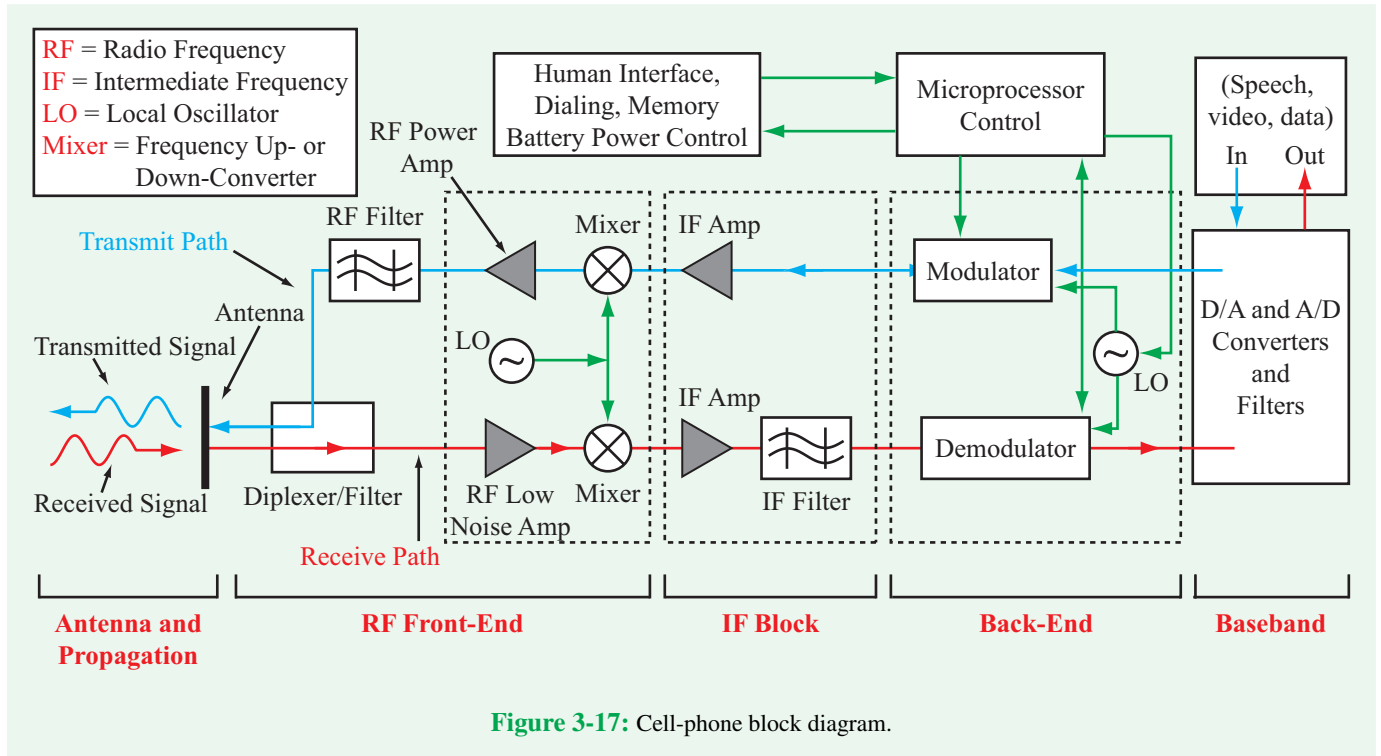 RF = Radio Frequency
IF = Intermediate Frequency
LO = Local Oscillator
Mixer = Frequency Up- or
Down-Converter
Human Interface,
Dialing, Memory
Battery Power Control
Microprocessor
Control
(Speech,
video, data)
In Out
RF Power
Amp
RF Filter
Mixer
IF Amp
Transmit Path
Modulator
Antenna
D/A and A/D
Converters
and
Filters
Transmitted Signal
LO
~
~
LO
IF Amp
Demodulator
Received Signal
Diplexer/Filter
RF Low
Noise Amp
Mixer
IF Filter
Receive Path
Antenna and
Propagation
RF Front-End
IF Block
Back-End
Baseband
Figure 3-17: Cell-phone block diagram.